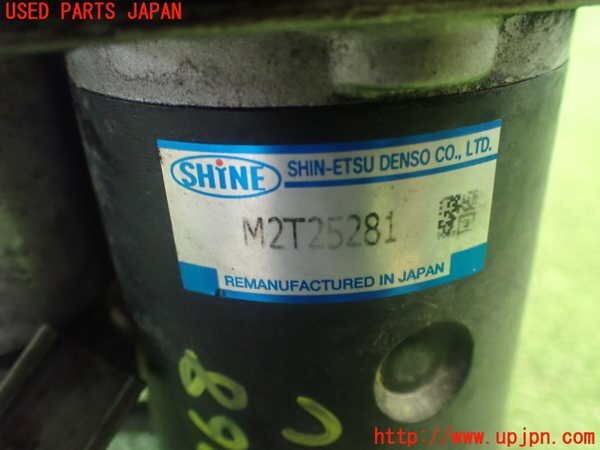 USED PARTS JAPAN
SHiNE
SHIN-ETSU DENSO CO., LTD.
M2T25281
REMANUFACTURED IN JAPAN
http://www.upjpn.com/